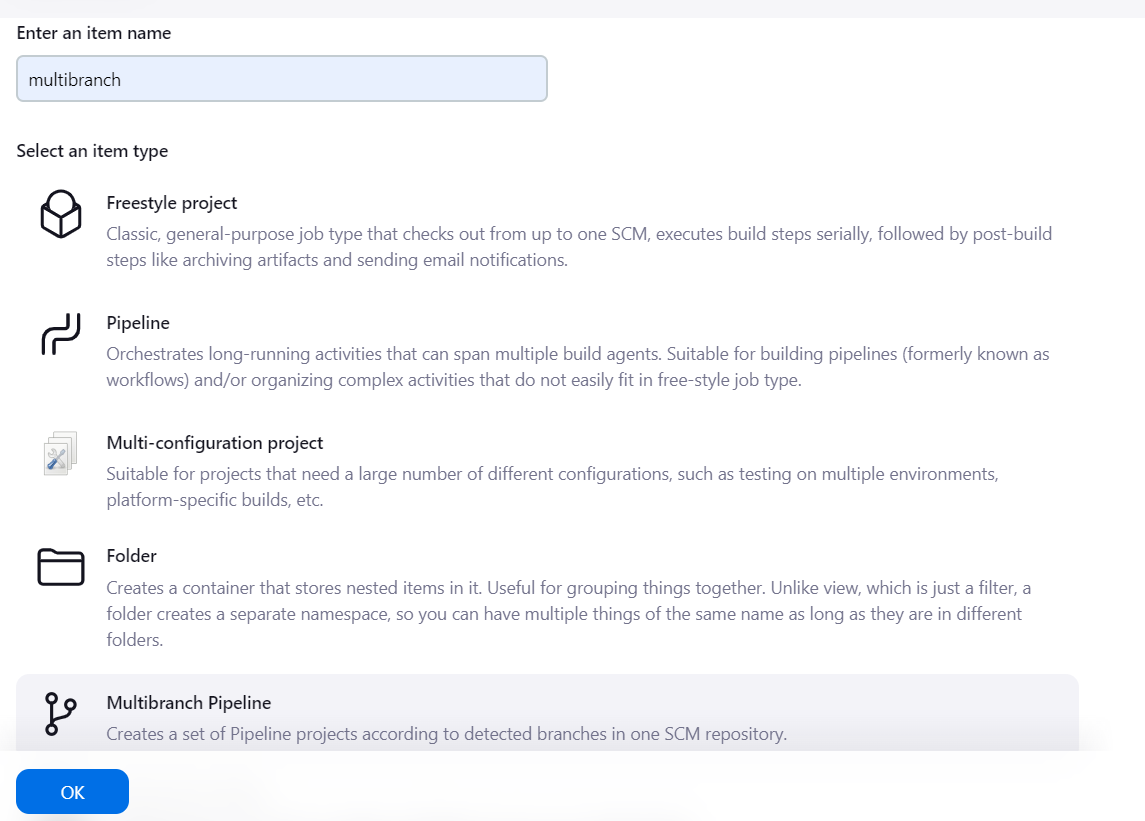 Enter an item name
multibranch
Select an item type
Freestyle project
Classic, general-purpose job type that checks out from up to one SCM, executes build steps serially, followed by post-build
steps like archiving artifacts and sending email notifications.
Pipeline
Orchestrates long-running activities that can span multiple build agents. Suitable for building pipelines (formerly known as
workflows) and/or organizing complex activities that do not easily fit in free-style job type.
Multi-configuration project
Suitable for projects that need a large number of different configurations, such as testing on multiple environments,
platform-specific builds, etc.
Folder
Creates a container that stores nested items in it. Useful for grouping things together. Unlike view, which is just a filter, a
folder creates a separate namespace, so you can have multiple things of the same name as long as they are in different
folders.
Multibranch Pipeline
Creates a set of Pipeline projects according to detected branches in one SCM repository.
OK